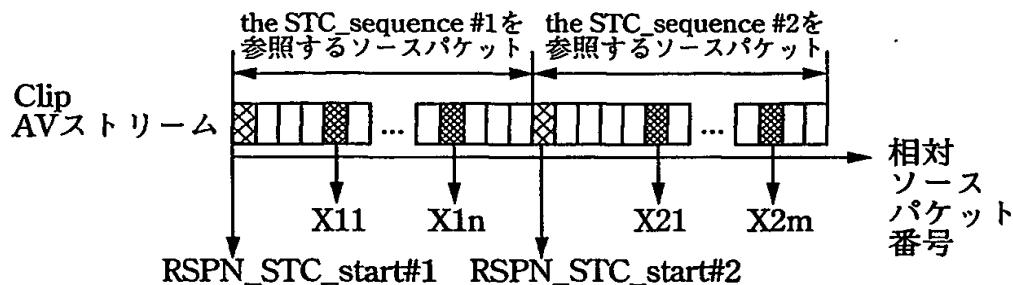 the STC_sequence #1を
参照するソースパケット
the STC_sequence #2を
参照するソースパケット
Clip
AVストリーム
...
...
相対
ソース
パケット
番号
X11
X1n
X21
X2m
RSPN_STC_start#1
RSPN_STC_start#2